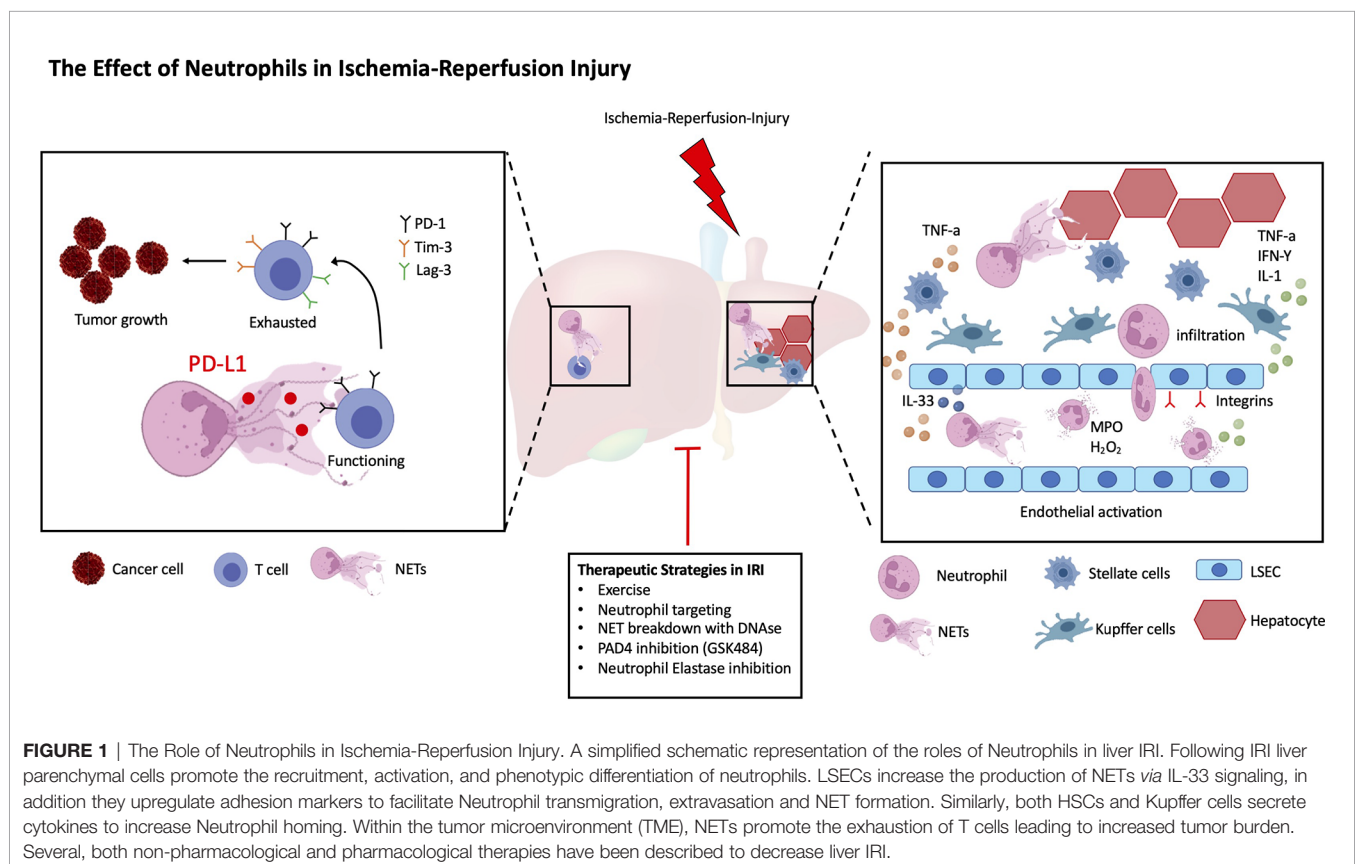 The Effect of Neutrophils in Ischemia-Reperfusion Injury
Ischemia-Reperfusion-Injury
PD-1
Tim-3
Lag-3
Tumor growth
Exhausted
PD-L1
Functioning
Cancer cell
T cell
NETs
Therapeutic Strategies in IRI
• Exercise
• Neutrophil targeting
• NET breakdown with DNAse
• PAD4 inhibition (GSK484)
• Neutrophil Elastase inhibition
TNF-a
TNF-a
IFN-Y
IL-1
infiltration
IL-33
Integrins
MPO
H₂O₂
Endothelial activation
Neutrophil
Stellate cells
LSEC
NETs
Kupffer cells
Hepatocyte
FIGURE 1 | The Role of Neutrophils in Ischemia-Reperfusion Injury. A simplified schematic representation of the roles of Neutrophils in liver IRI. Following IRI liver
parenchymal cells promote the recruitment, activation, and phenotypic differentiation of neutrophils. LSECs increase the production of NETs via IL-33 signaling, in
addition they upregulate adhesion markers to facilitate Neutrophil transmigration, extravasation and NET formation. Similarly, both HSCs and Kupffer cells secrete
cytokines to increase Neutrophil homing. Within the tumor microenvironment (TME), NETs promote the exhaustion of T cells leading to increased tumor burden.
Several, both non-pharmacological and pharmacological therapies have been described to decrease liver IRI.